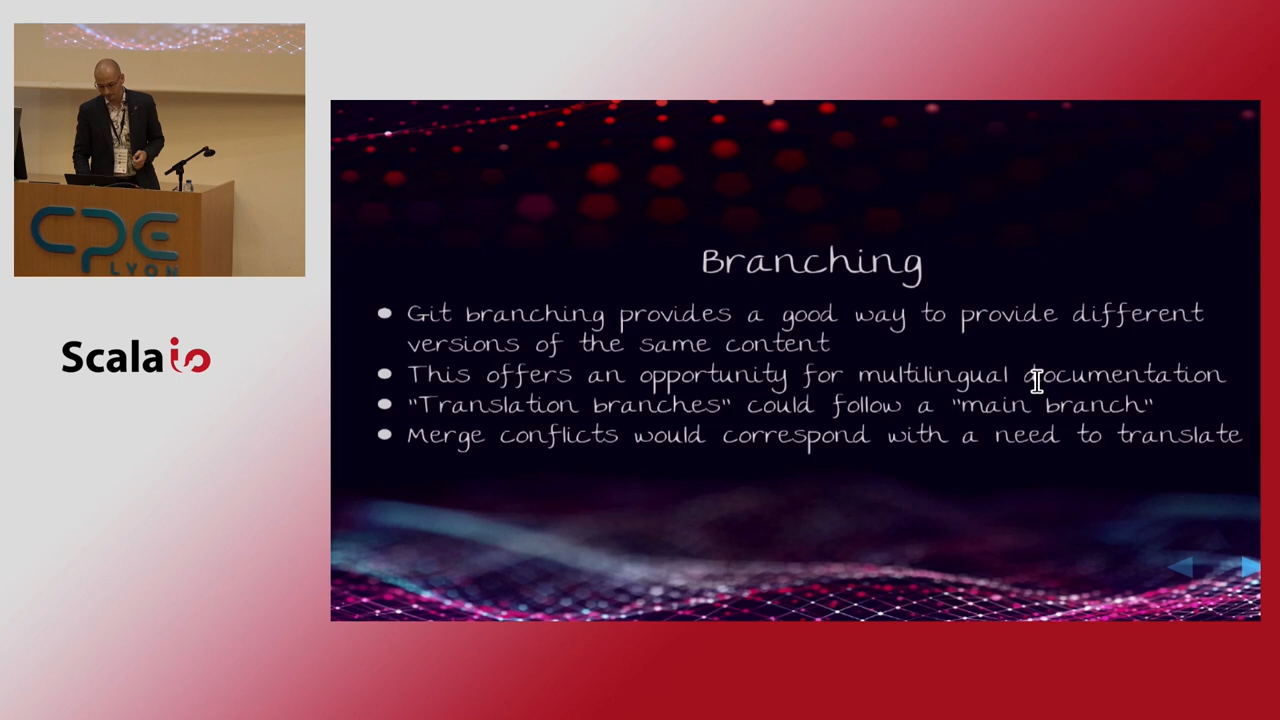 CPE
LYON
Scala io
Branching
• Git branching provides a good way to provide different
versions of the same content
• This offers an opportunity for multilingual documentation
• "Translation branches" could follow a "main branch"
• Merge conflicts would correspond with a need to translate